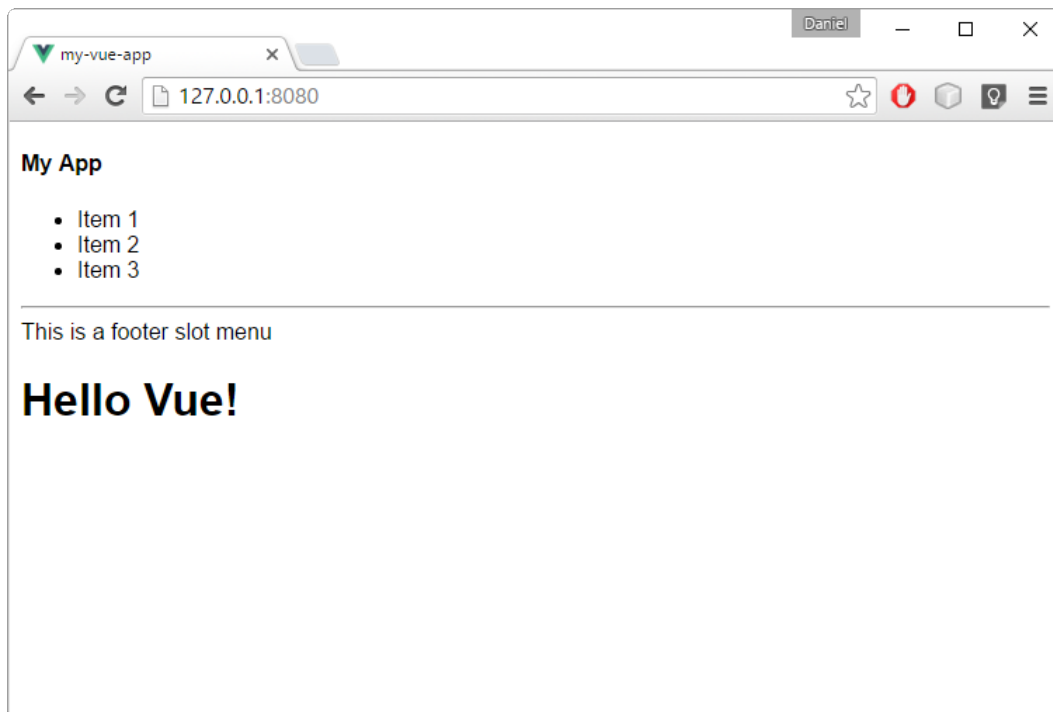 Daniel
my-vue-app
127.0.0.1:8080
My App
Item 1
Item 2
Item 3
This is a footer slot menu
Hello Vue!